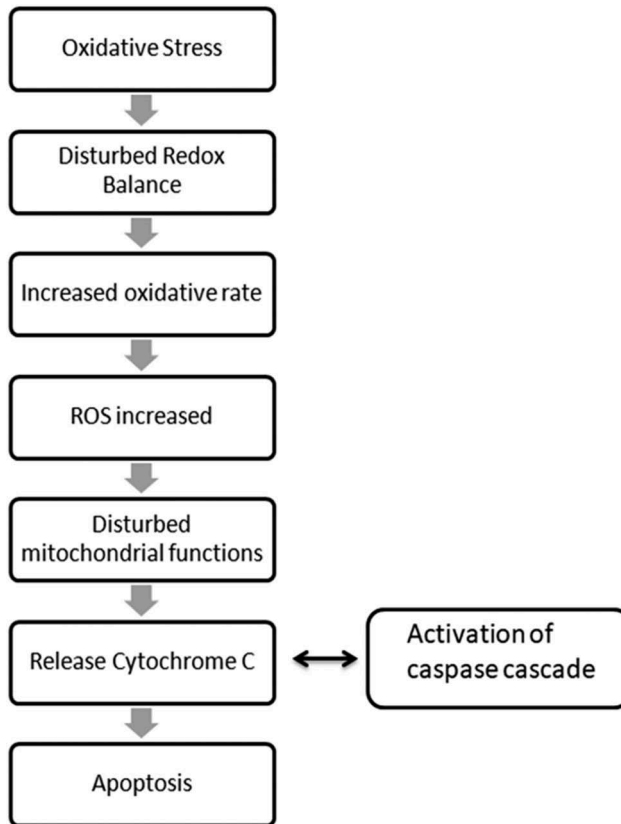 Oxidative Stress
Disturbed Redox
Balance
Increased oxidative rate
ROS increased
Disturbed
mitochondrial functions
Release Cytochrome C
Activation of
caspase cascade
Apoptosis